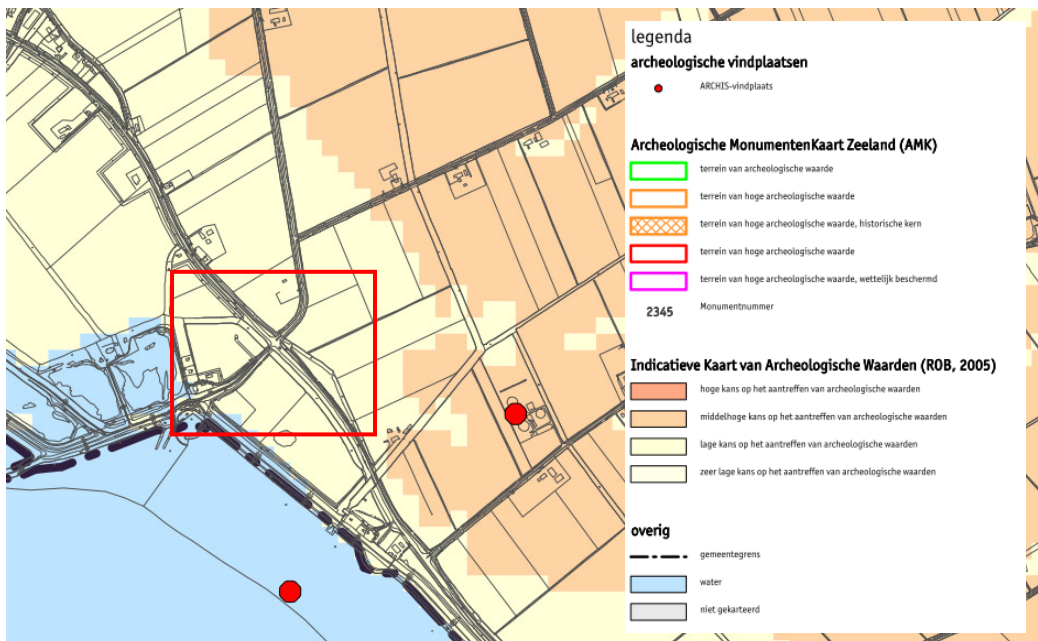 legenda
archeologische vindplaatsen
ARCHIS-vindplaats
Archeologische MonumentenKaart Zeeland (AMK)
terrein van archeologische waarde
terrein van hoge archeologische waarde
terrein van hoge archeologische waarde, historische kern
terrein van hoge archeologische waarde
terrein van hoge archeologische waarde, wettelijk beschermd
2345 Monumentnummer
Indicatieve Kaart van Archeologische Waarden (ROB, 2005)
hoge kans op het aantreffen van archeologische waarden
middelhoge kans op het aantreffen van archeologische waarden
lage kans op het aantreffen van archeologische waarden
zeer lage kans op het aantreffen van archeologische waarden
overig
gemeentegrens
water
niet gekarteerd